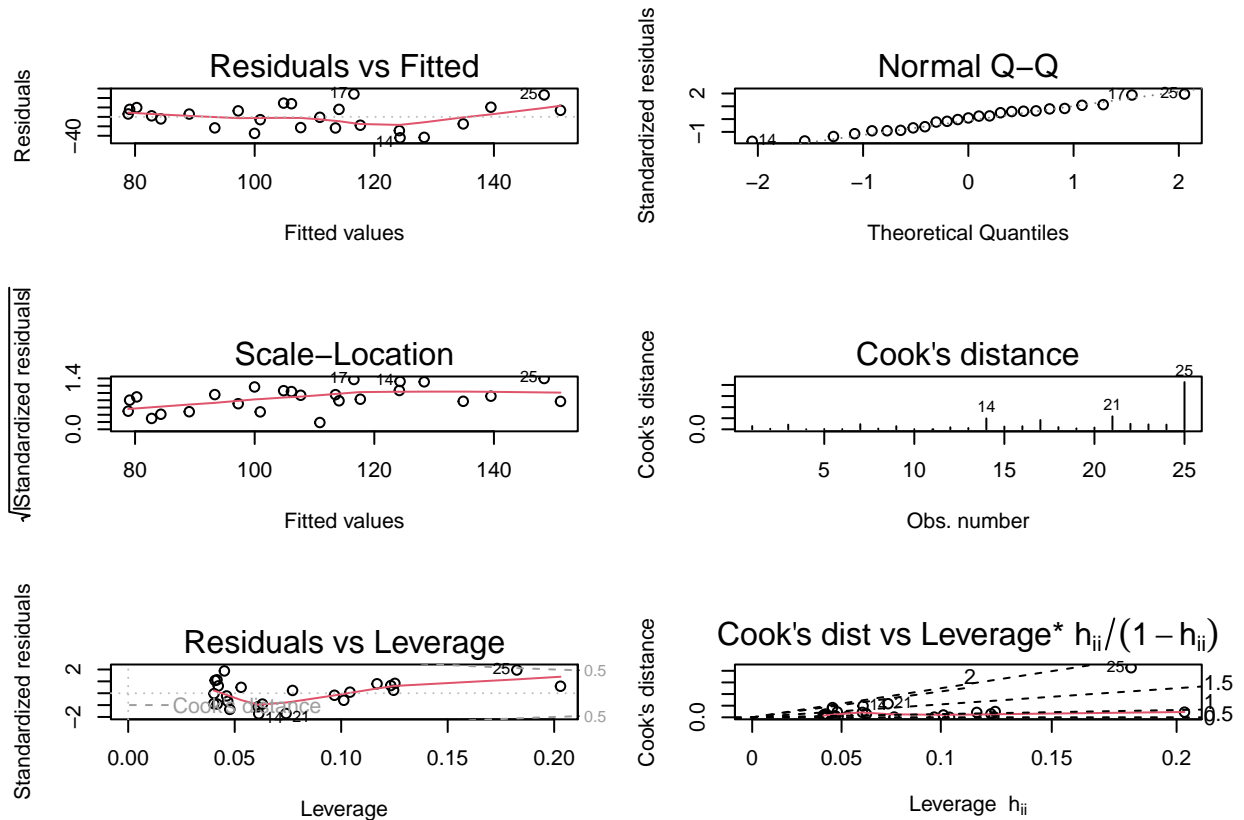 Residuals vs Fitted
Residuals
−40
17
25
14
80 100 120 140
Fitted values
Normal Q−Q
Standardized residuals
−1 2
14
17
25
−2 −1 0 1 2
Theoretical Quantiles
Scale−Location
√|Standardized residuals|
0.0 1.4
17
14
25
80 100 120 140
Fitted values
Cook's distance
Cook's distance
0.0
14
21
25
5 10 15 20 25
Obs. number
Residuals vs Leverage
Standardized residuals
−2 2
Cook's distance
14
21
25
0.5
0.5
0.00 0.05 0.10 0.15 0.20
Leverage
Cook's dist vs Leverage* hii/(1−hii)
Cook's distance
0.0
2
25
14
21
1.5
1
0.5
0
0 0.05 0.1 0.15 0.2
Leverage hii